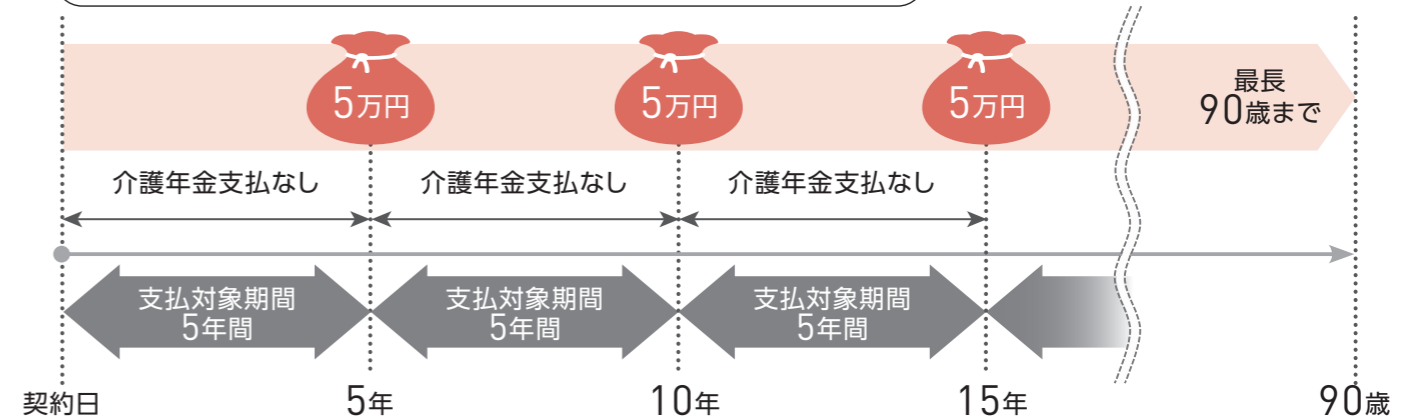 5万円
5万円
5万円
最長
90歳まで
介護年金支払なし
介護年金支払なし
介護年金支払なし
支払対象期間
5年間
支払対象期間
5年間
支払対象期間
5年間
契約日
5年
10年
15年
90歳